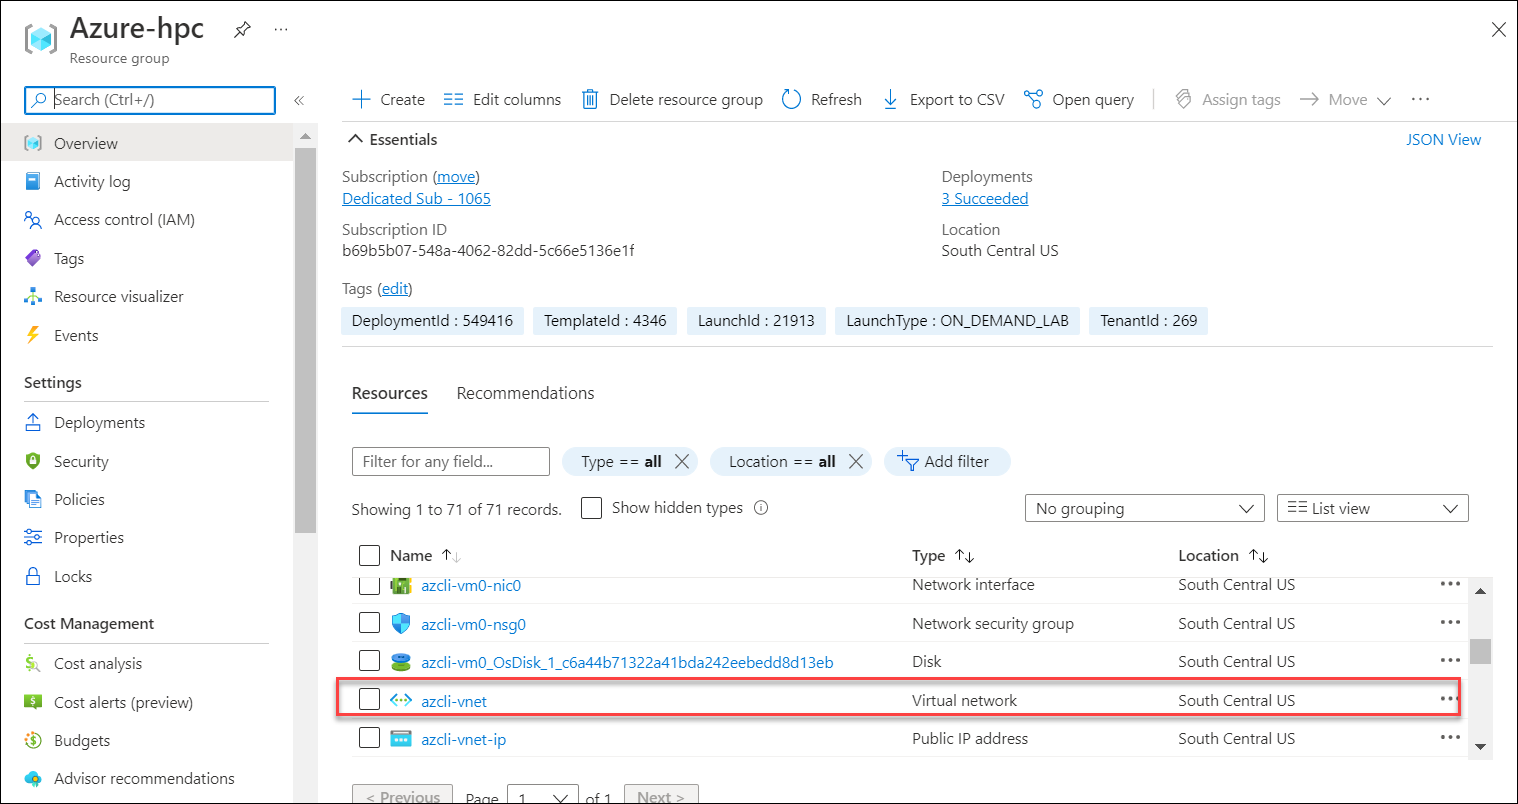 Azure-hpc
Resource group
Search (Ctrl+/)
Overview
Activity log
Access control (IAM)
Tags
Resource visualizer
Events
Settings
Deployments
Security
Policies
Properties
Locks
Cost Management
Cost analysis
Cost alerts (preview)
Budgets
Advisor recommendations
Create Edit columns Delete resource group Refresh Export to CSV Open query Assign tags Move
Essentials JSON View
Subscription (move)
Dedicated Sub - 1065
Subscription ID
b69b5b07-548a-4062-82dd-5c66e5136e1f
Deployments
3 Succeeded
Location
South Central US
Tags (edit)
DeploymentId : 549416 TemplateId : 4346 LaunchId : 21913 LaunchType : ON_DEMAND_LAB TenantId : 269
Resources Recommendations
Filter for any field... Type == all Location == all Add filter
Showing 1 to 71 of 71 records. Show hidden types No grouping List view
Name Type Location
azcli-vm0-nic0 Network interface South Central US
azcli-vm0-nsg0 Network security group South Central US
azcli-vm0_OsDisk_1_c6a44b71322a41bda242eebedd8d13eb Disk South Central US
azcli-vnet Virtual network South Central US
azcli-vnet-ip Public IP address South Central US
< Previous Page 1 of 1 Next >